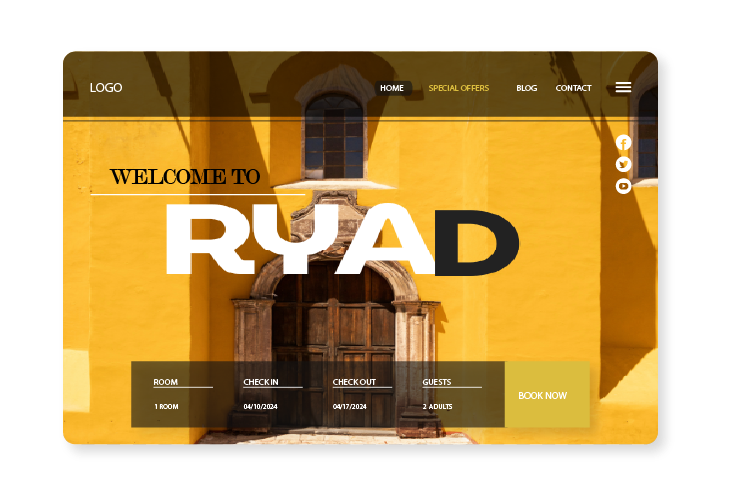 LOGO HOME SPECIAL OFFERS BLOG CONTACT
WELCOME TO
RYAD
ROOM CHECK IN CHECK OUT GUESTS
BOOK NOW
1 ROOM 04/10/2024 04/17/2024 2 ADULTS